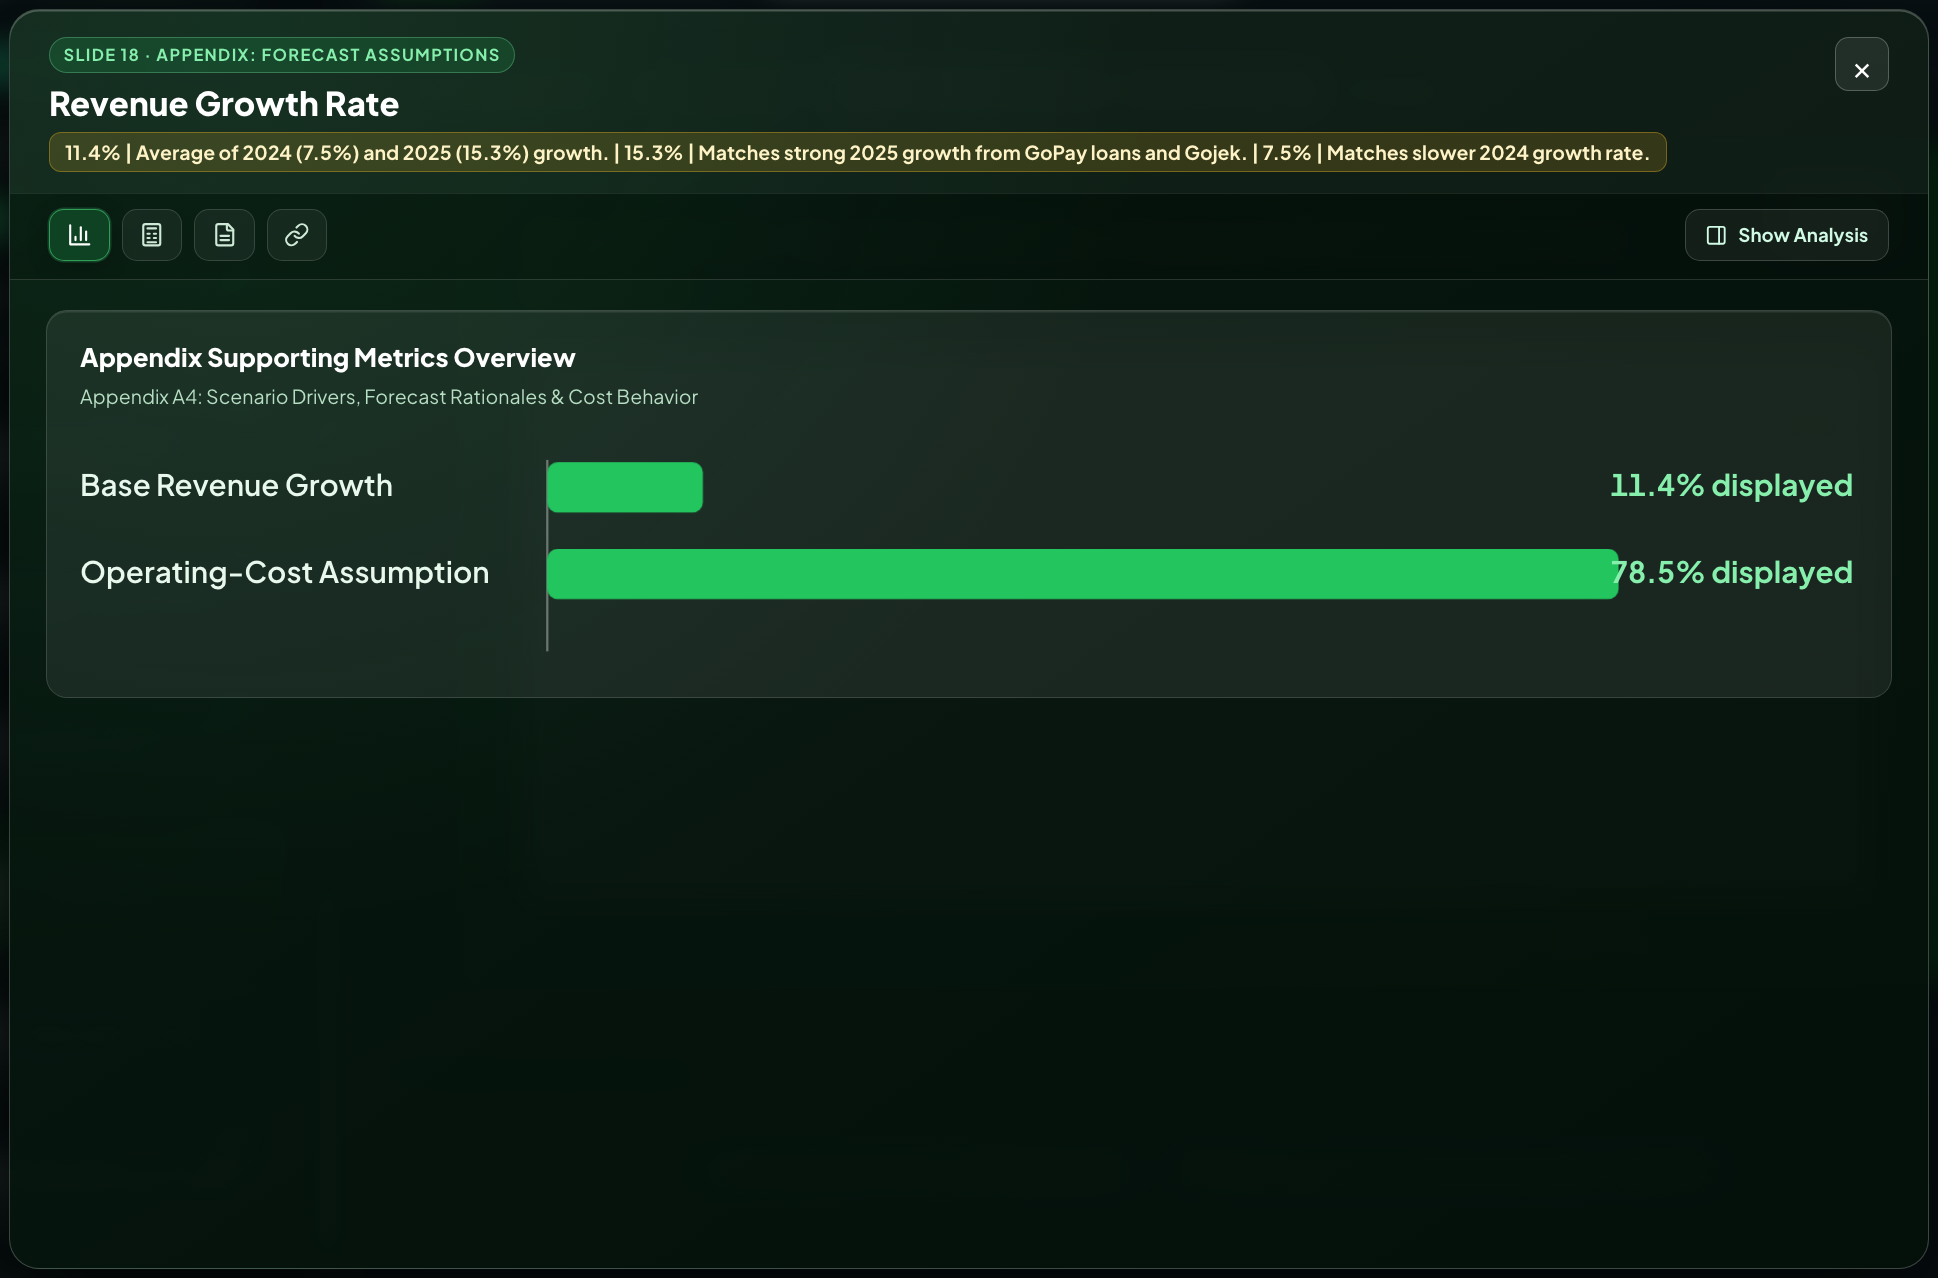 SLIDE 18 · APPENDIX: FORECAST ASSUMPTIONS
Revenue Growth Rate
11.4% | Average of 2024 (7.5%) and 2025 (15.3%) growth. | 15.3% | Matches strong 2025 growth from GoPay loans and Gojek. | 7.5% | Matches slower 2024 growth rate.
Show Analysis
Appendix Supporting Metrics Overview
Appendix A4: Scenario Drivers, Forecast Rationales & Cost Behavior
Base Revenue Growth 11.4% displayed
Operating-Cost Assumption 78.5% displayed